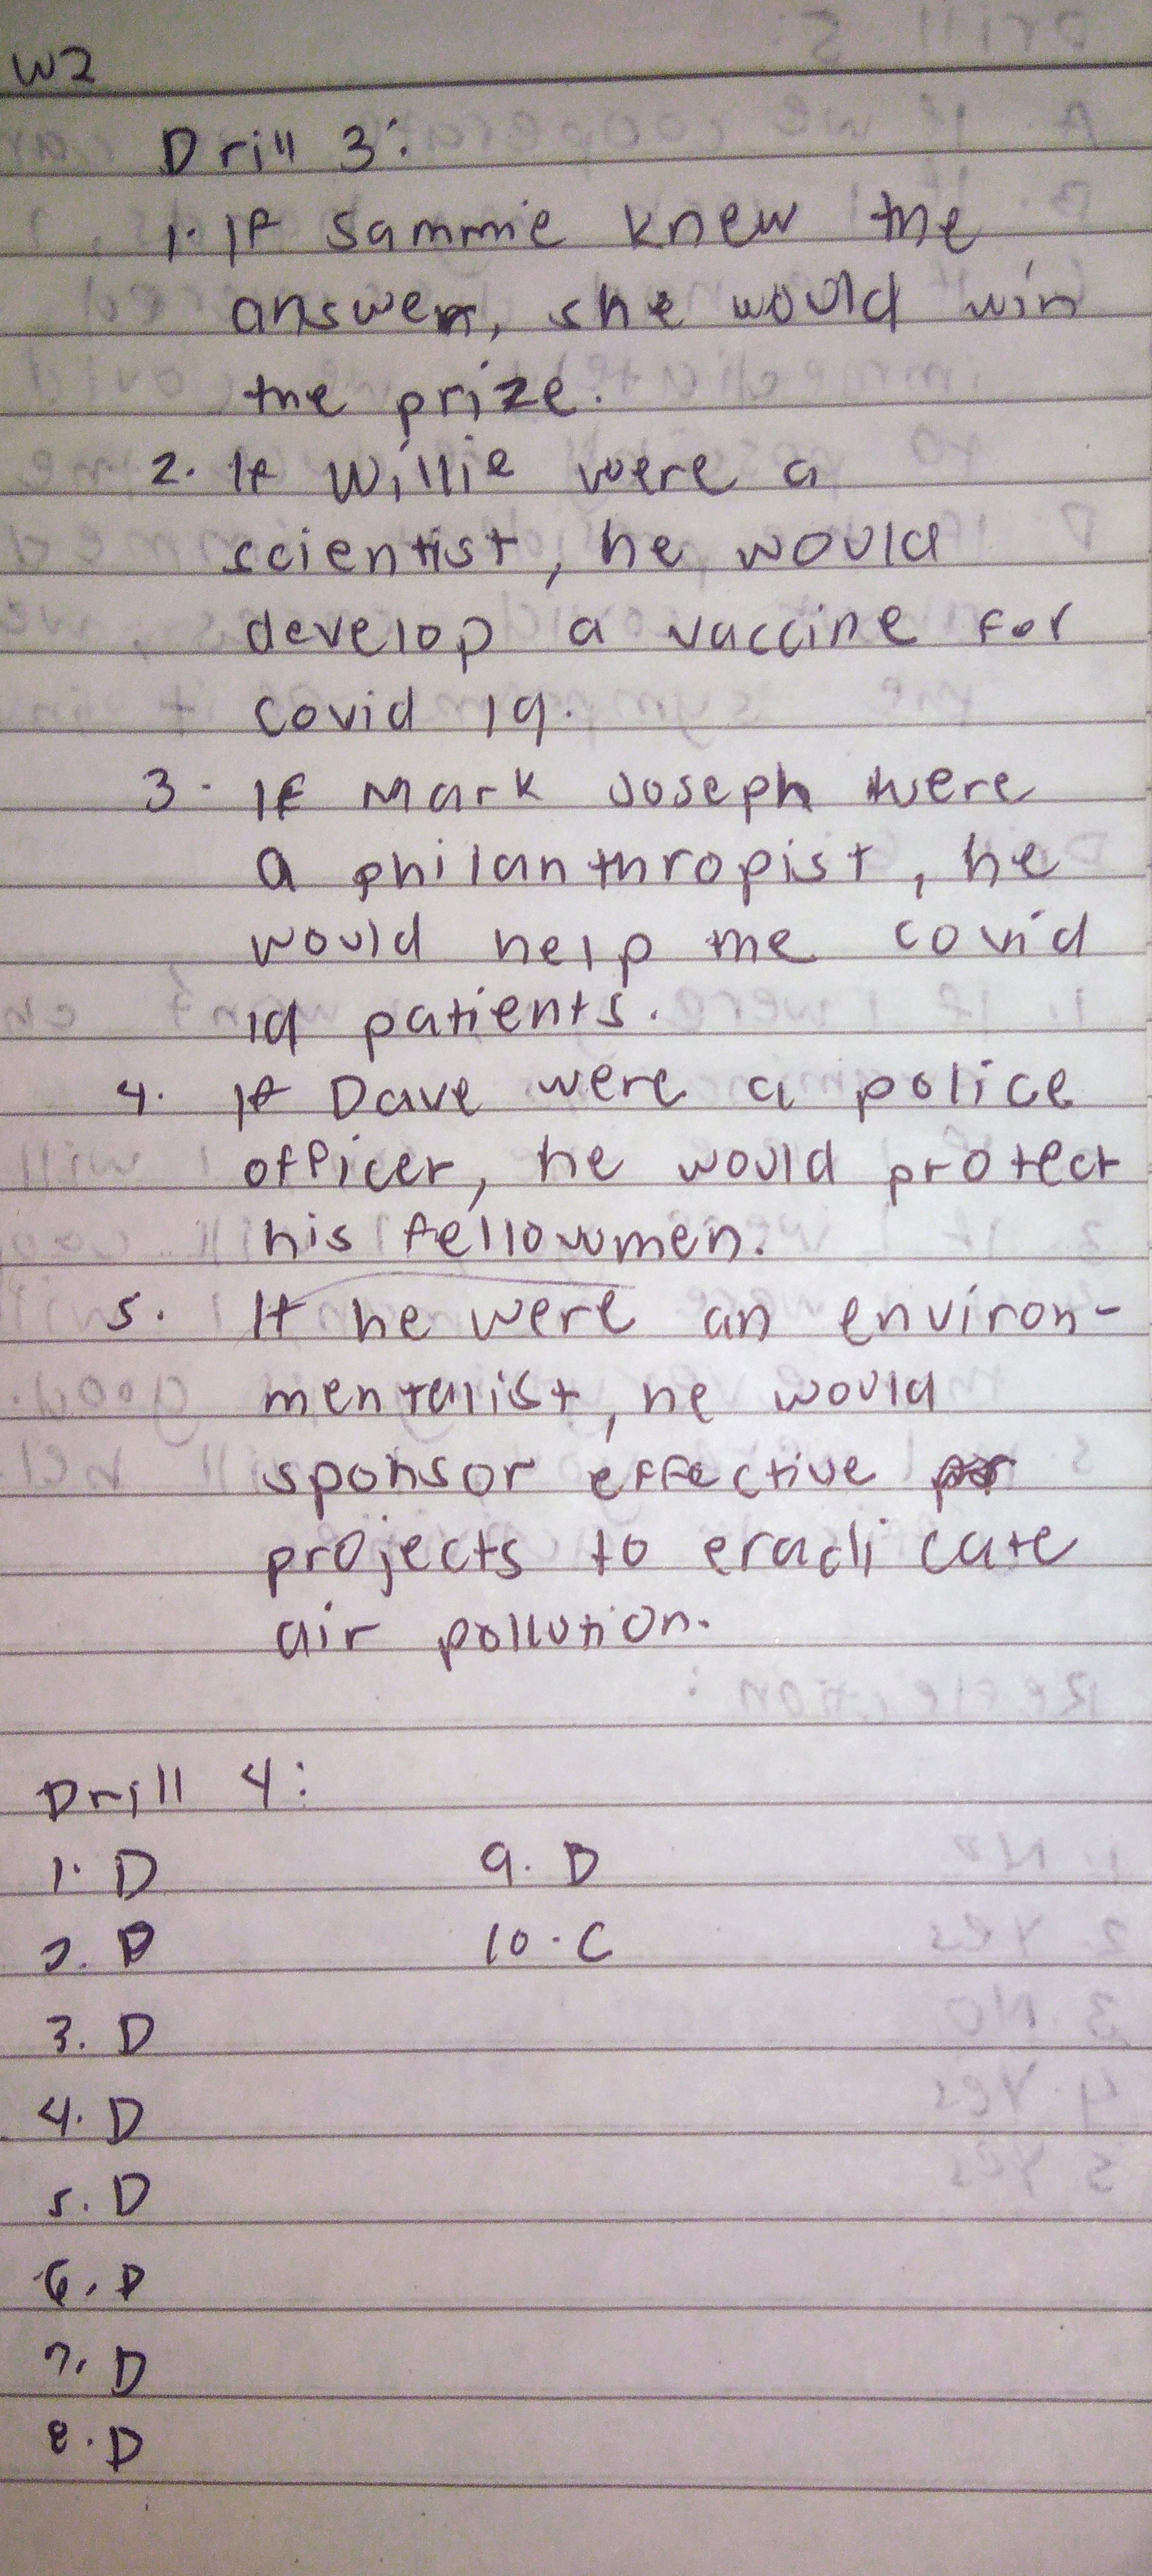 W2
Drill 3:
1. If Sammie knew the
answer, she would win
the prize.
2. If Willie were a
scientist, he would
develop a vaccine for
covid 19.
3. If Mark Joseph were
a philanthropist, he
would help the covid
19 patients.
4. If Dave were a police
officer, he would protect
his fellowmen.
5. If he were an environ-
mentalist, he would
sponsor effective
projects to eradicate
air pollution.
Drill 4:
1. D
2. D
3. D
4. D
5. D
6. D
7. D
8. D
9. D
10. C